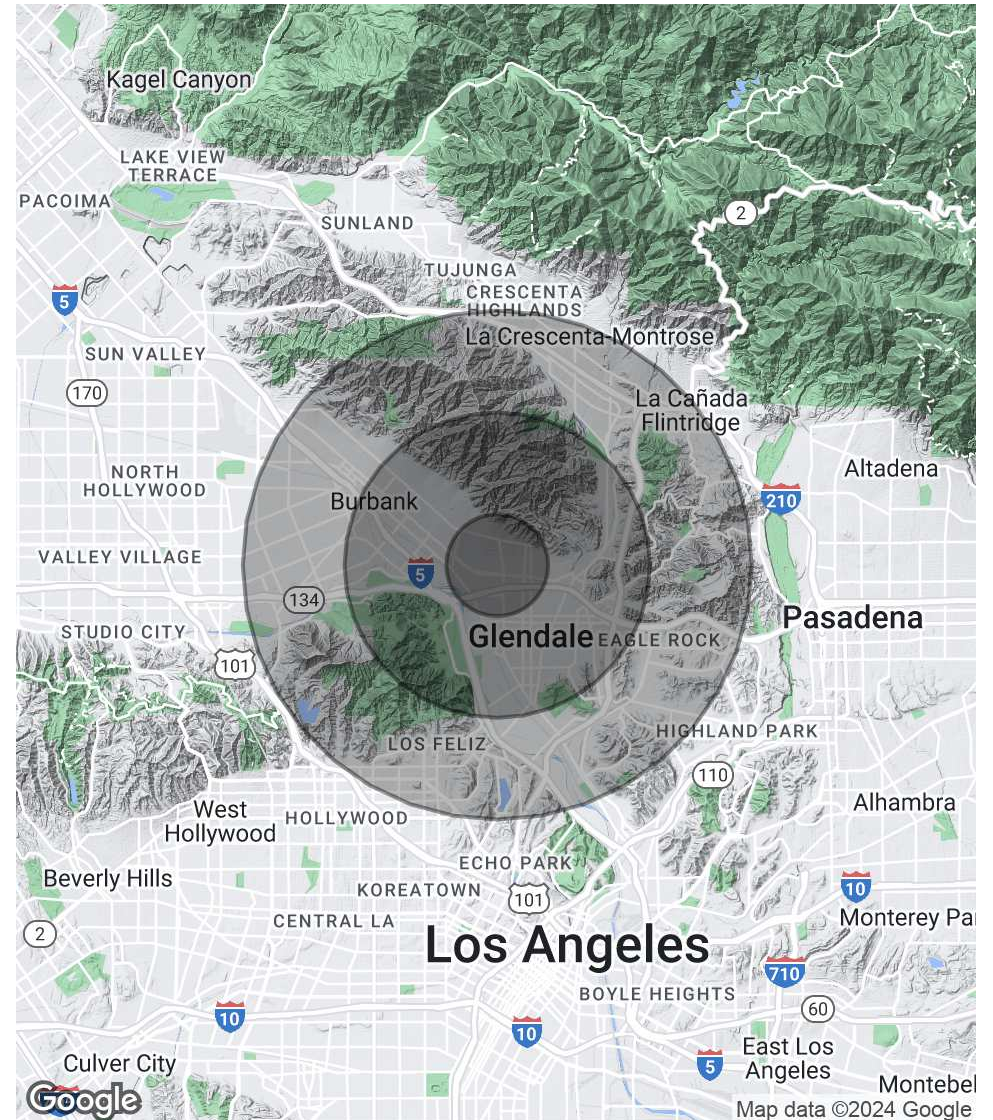 Kagel Canyon
LAKE VIEW
TERRACE
PACOIMA
2
SUNLAND
TUJUNGA
CRESCENTA
HIGHLANDS
5
La Crescenta-Montrose
SUN VALLEY
170
La Cañada
Flintridge
NORTH
HOLLYWOOD
Altadena
Burbank
210
VALLEY VILLAGE
5
134
STUDIO CITY
Pasadena
Glendale
EAGLE ROCK
101
LOS FELIZ
HIGHLAND PARK
110
West
Hollywood
HOLLYWOOD
Alhambra
ECHO PARK
Beverly Hills
KOREATOWN
101
10
CENTRAL LA
Monterey Pa
2
Los Angeles
710
BOYLE HEIGHTS
60
10
10
East Los
Angeles
Culver City
5
Montebel
Google
Map data ©2024 Google